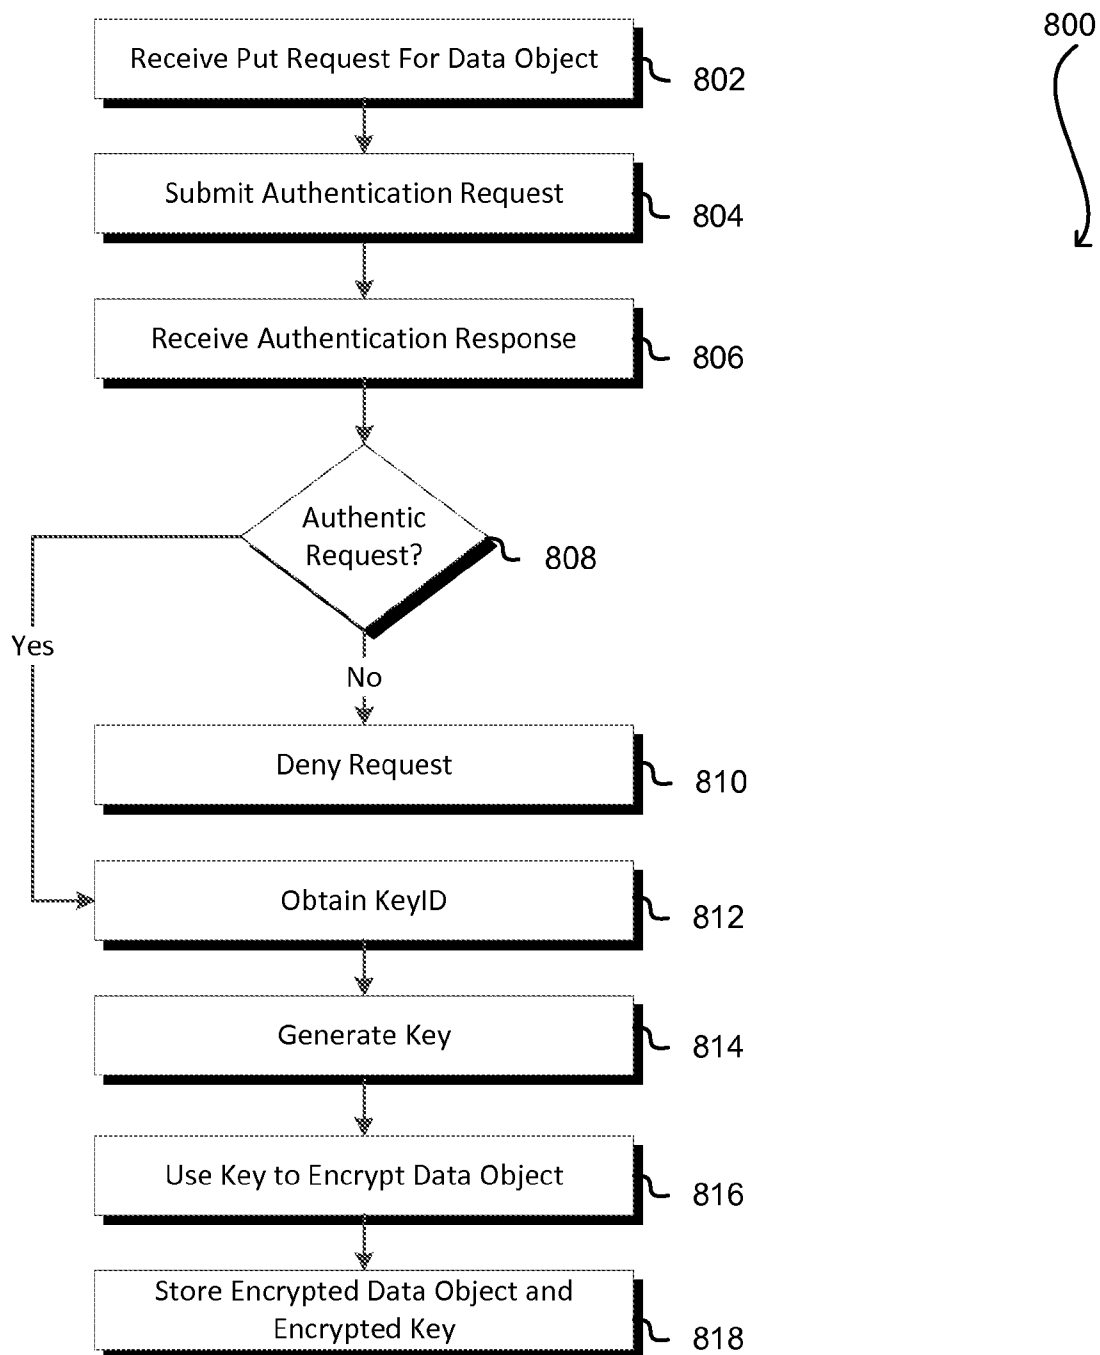 800
Receive Put Request For Data Object
802
Submit Authentication Request
804
Receive Authentication Response
806
Authentic
Request?
808
Yes
No
Deny Request
810
Obtain KeyID
812
Generate Key
814
Use Key to Encrypt Data Object
816
Store Encrypted Data Object and
Encrypted Key
818